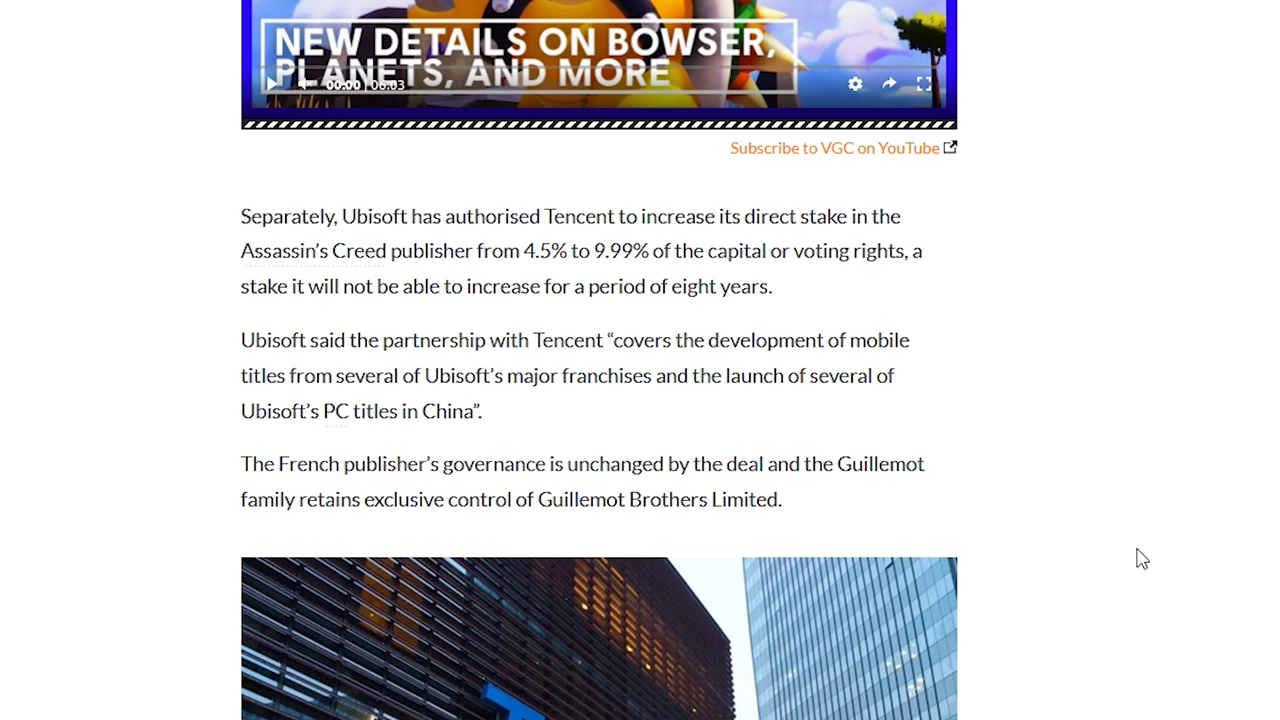 NEW DETAILS ON BOWSER,
PLANETS, AND MORE
00:00 | 06:03
Subscribe to VGC on YouTube
Separately, Ubisoft has authorised Tencent to increase its direct stake in the
Assassin’s Creed publisher from 4.5% to 9.99% of the capital or voting rights, a
stake it will not be able to increase for a period of eight years.
Ubisoft said the partnership with Tencent “covers the development of mobile
titles from several of Ubisoft’s major franchises and the launch of several of
Ubisoft’s PC titles in China”.
The French publisher’s governance is unchanged by the deal and the Guillemot
family retains exclusive control of Guillemot Brothers Limited.